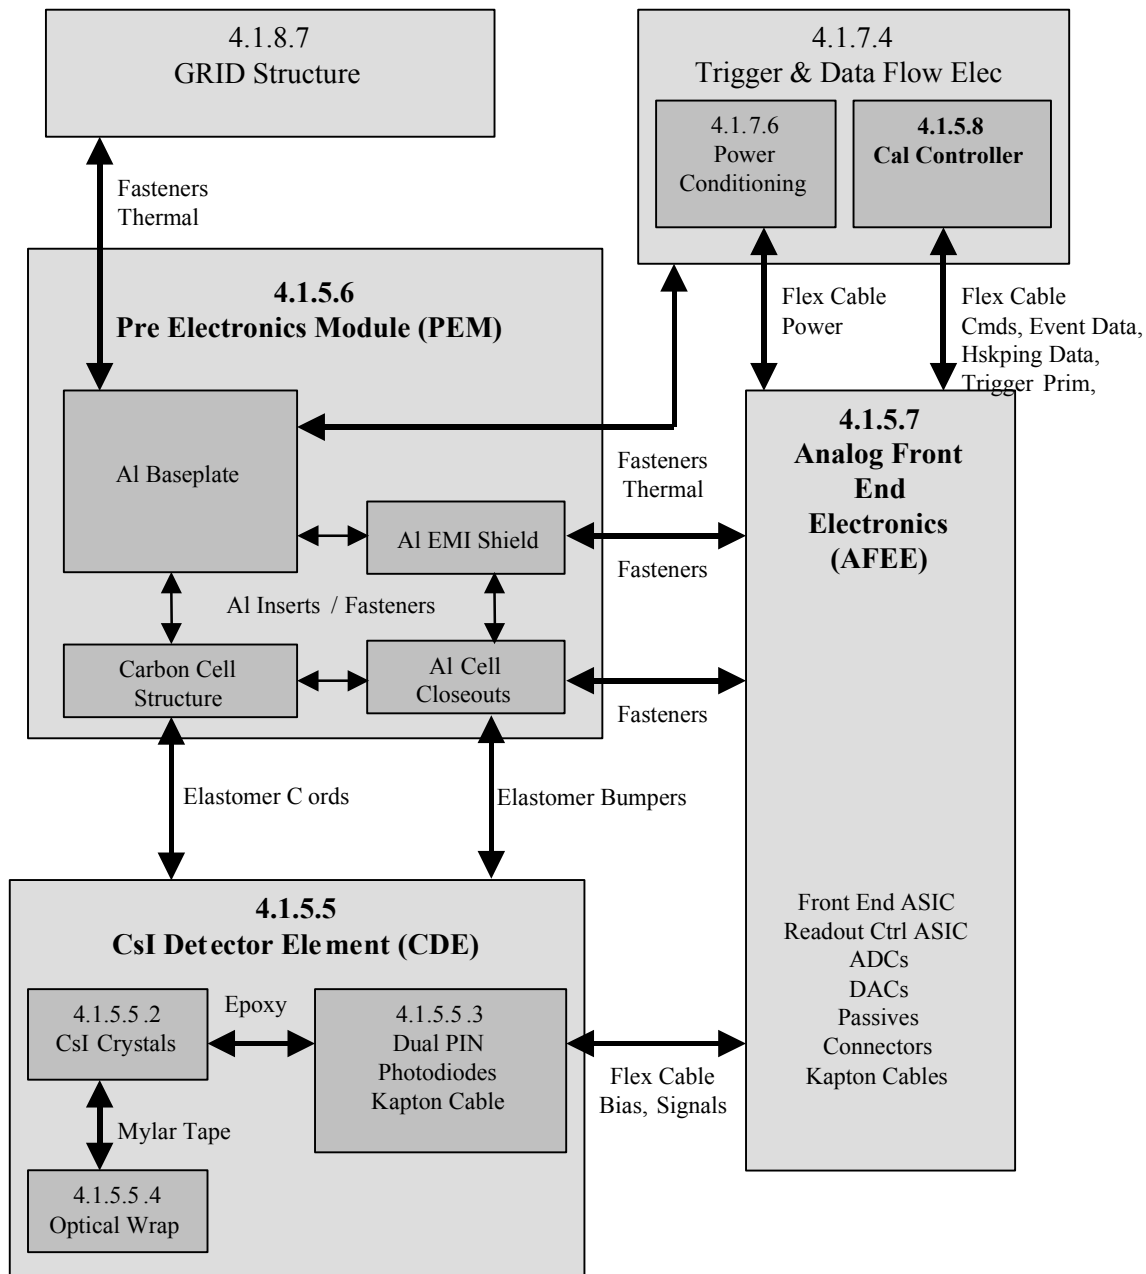 4.1.8.7
GRID Structure
4.1.7.4
Trigger & Data Flow Elec
4.1.7.6
Power
Conditioning
4.1.5.8
Cal Controller
Fasteners
Thermal
4.1.5.6
Pre Electronics Module (PEM)
Flex Cable
Power
Flex Cable
Cmds, Event Data,
Hskping Data,
Trigger Prim,
Al Baseplate
Al EMI Shield
Fasteners
Thermal
Fasteners
4.1.5.7
Analog Front
End
Electronics
(AFEE)
Al Inserts / Fasteners
Carbon Cell
Structure
Al Cell
Closeouts
Fasteners
Elastomer Cords
Elastomer Bumpers
4.1.5.5
CsI Detector Element (CDE)
4.1.5.5.2
CsI Crystals
Epoxy
4.1.5.5.3
Dual PIN
Photodiodes
Kapton Cable
Flex Cable
Bias, Signals
Mylar Tape
4.1.5.5.4
Optical Wrap
Front End ASIC
Readout Ctrl ASIC
ADCs
DACs
Passives
Connectors
Kapton Cables